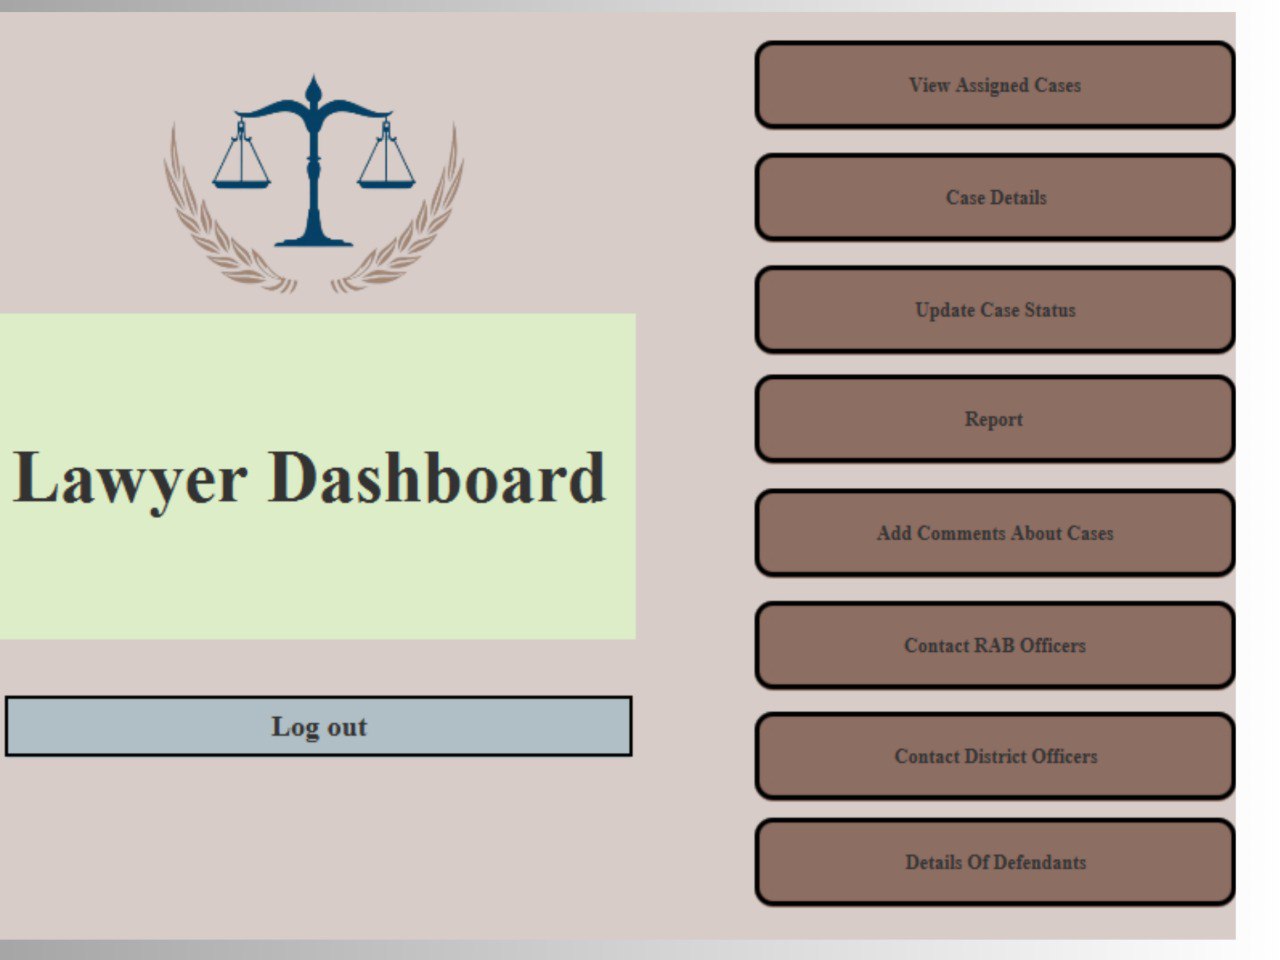 Lawyer Dashboard
Log out
View Assigned Cases
Case Details
Update Case Status
Report
Add Comments About Cases
Contact RAB Officers
Contact District Officers
Details Of Defendants